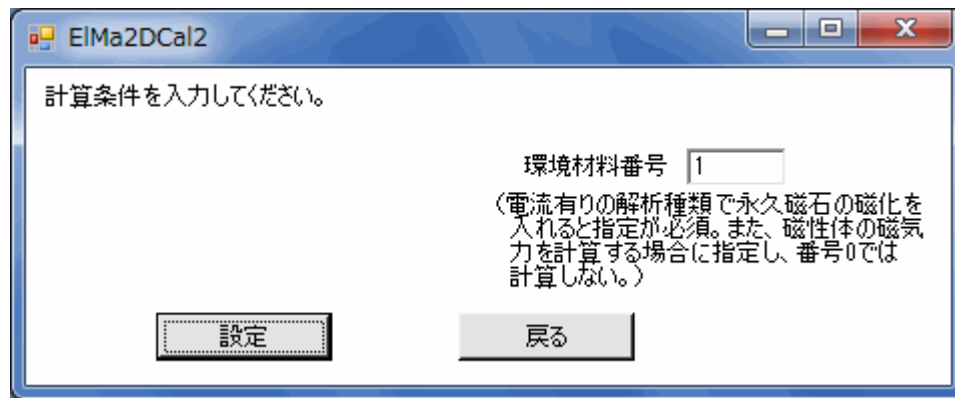 ElMa2DCal2
計算条件を入力してください。
環境材料番号 1
(電流有りの解析種類で永久磁石の磁化を
入れると指定が必須。また、磁性体の磁気
力を計算する場合に指定し、番号0では
計算しない。)
設定 戻る